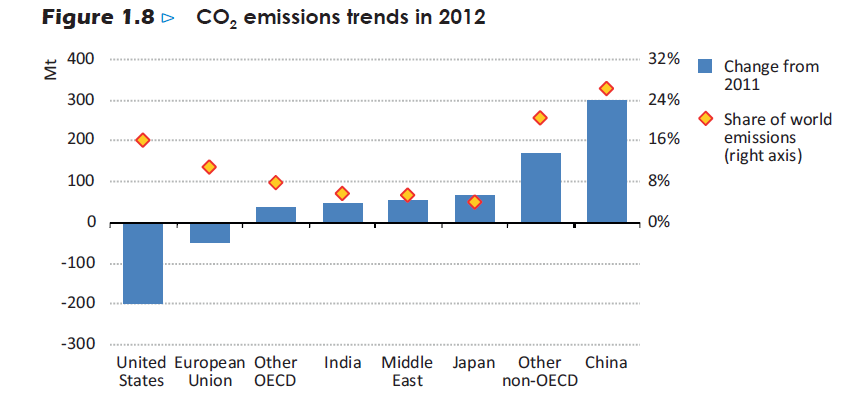 Figure 1.8 ▷ CO₂ emissions trends in 2012
Mt
400
300
200
100
0
-100
-200
-300
32%
24%
16%
8%
0%
Change from
2011
Share of world
emissions
(right axis)
United
States
European
Union
Other
OECD
India
Middle
East
Japan
Other
non-OECD
China